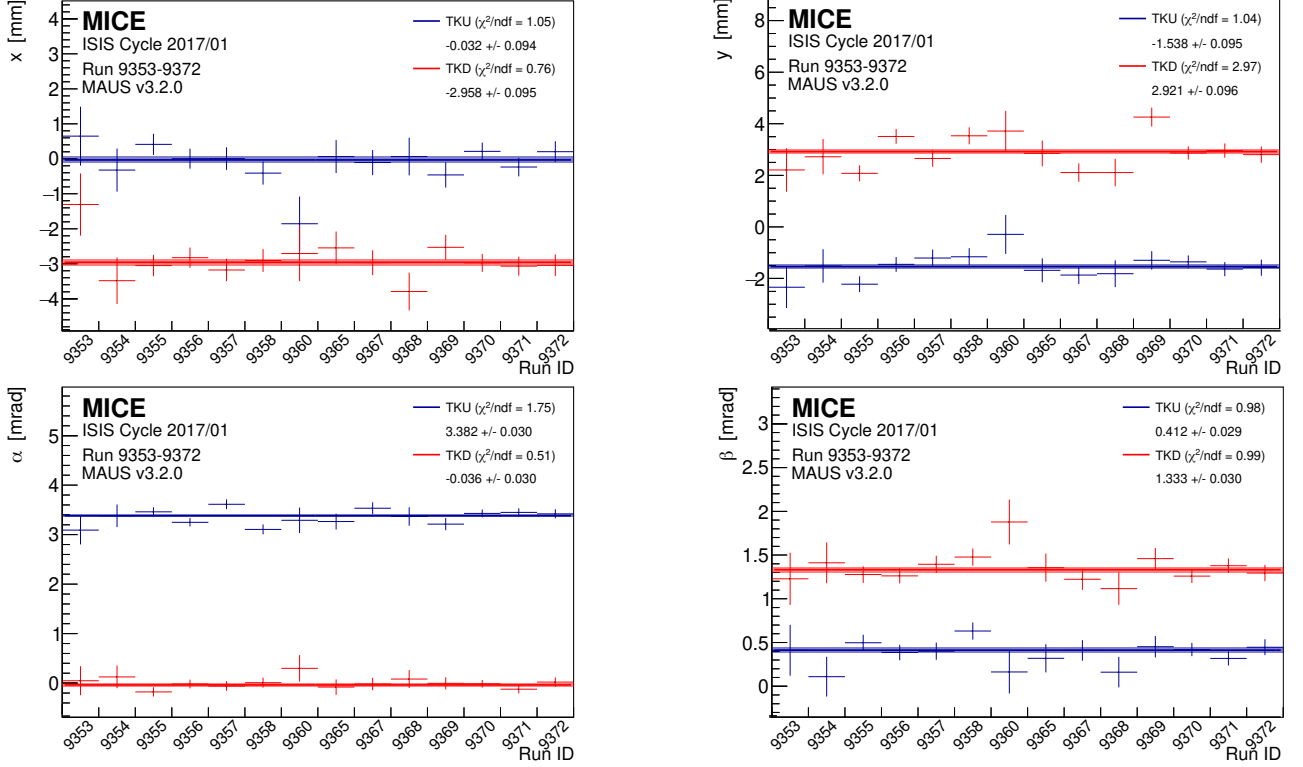 x [mm]
MICE
ISIS Cycle 2017/01
Run 9353-9372
MAUS v3.2.0
TKU (χ²/ndf = 1.05)
-0.032 +/- 0.094
TKD (χ²/ndf = 0.76)
-2.958 +/- 0.095
4
3
2
1
0
−1
−2
−3
−4
9353 9354 9355 9356 9357 9358 9360 9365 9367 9368 9369 9370 9371 9372
Run ID
y [mm]
MICE
ISIS Cycle 2017/01
Run 9353-9372
MAUS v3.2.0
TKU (χ²/ndf = 1.04)
-1.538 +/- 0.095
TKD (χ²/ndf = 2.97)
2.921 +/- 0.096
8
6
4
2
0
−2
9353 9354 9355 9356 9357 9358 9360 9365 9367 9368 9369 9370 9371 9372
Run ID
α [mrad]
MICE
ISIS Cycle 2017/01
Run 9353-9372
MAUS v3.2.0
TKU (χ²/ndf = 1.75)
3.382 +/- 0.030
TKD (χ²/ndf = 0.51)
-0.036 +/- 0.030
5
4
3
2
1
0
9353 9354 9355 9356 9357 9358 9360 9365 9367 9368 9369 9370 9371 9372
Run ID
β [mrad]
MICE
ISIS Cycle 2017/01
Run 9353-9372
MAUS v3.2.0
TKU (χ²/ndf = 0.98)
0.412 +/- 0.029
TKD (χ²/ndf = 0.99)
1.333 +/- 0.030
3
2.5
2
1.5
1
0.5
0
9353 9354 9355 9356 9357 9358 9360 9365 9367 9368 9369 9370 9371 9372
Run ID